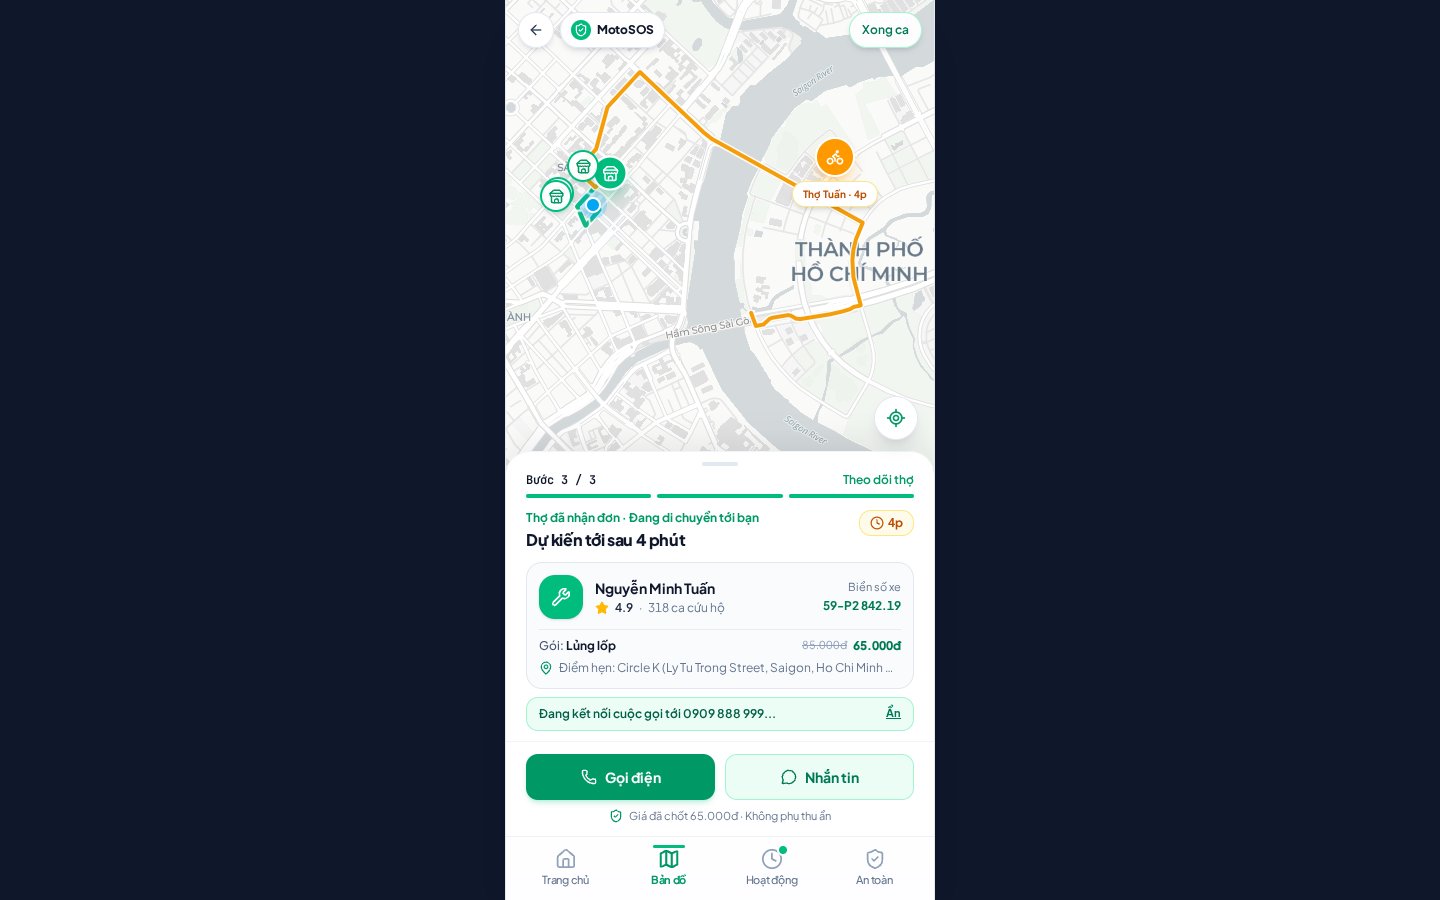 MotoSOS
Xong ca
Saigon River
Thợ Tuấn · 4p
THÀNH PHỐ
HỒ CHÍ MINH
ÀNH
Hầm Sông Sài Gò
Saigon River
Bước 3 / 3
Theo dõi thợ
Thợ đã nhận đơn · Đang di chuyển tới bạn
4p
Dự kiến tới sau 4 phút
Nguyễn Minh Tuấn
Biển số xe
4.9 · 318 ca cứu hộ
59-P2 842.19
Gói: Lủng lốp
85.000đ 65.000đ
Điểm hẹn: Circle K (Ly Tu Trong Street, Saigon, Ho Chi Minh ...
Đang kết nối cuộc gọi tới 0909 888 999...
Ẩn
Gọi điện
Nhắn tin
Giá đã chốt 65.000đ · Không phụ thu ẩn
Trang chủ
Bản đồ
Hoạt động
An toàn